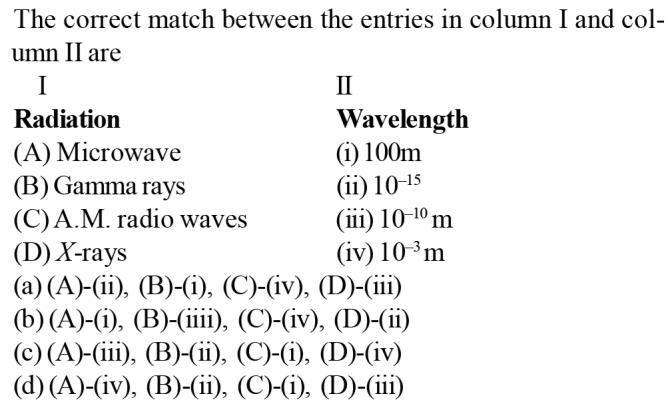 The correct match between the entries in column I and col-
umn II are
I II
Radiation Wavelength
(A) Microwave (i) 100m
(B) Gamma rays (ii) 10⁻¹⁵
(C) A.M. radio waves (iii) 10⁻¹⁰ m
(D) X-rays (iv) 10⁻³ m
(a) (A)-(ii), (B)-(i), (C)-(iv), (D)-(iii)
(b) (A)-(i), (B)-(iiii), (C)-(iv), (D)-(ii)
(c) (A)-(iii), (B)-(ii), (C)-(i), (D)-(iv)
(d) (A)-(iv), (B)-(ii), (C)-(i), (D)-(iii)